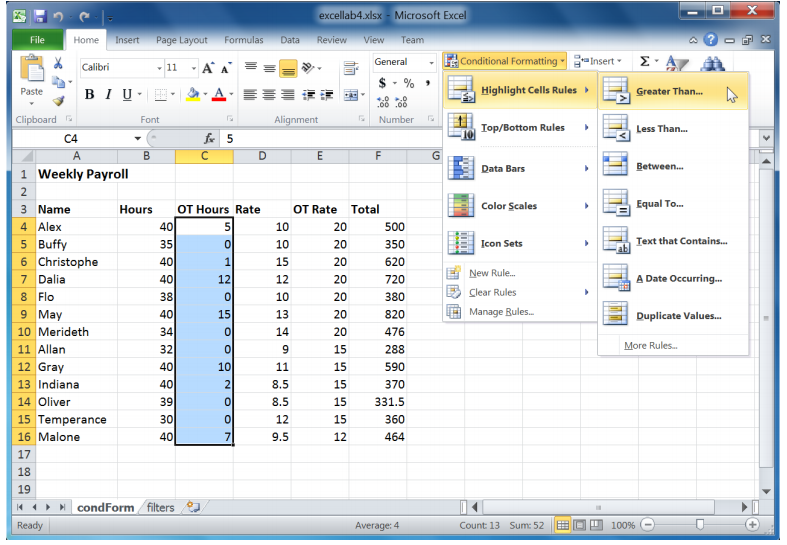 excellab4.xlsx - Microsoft Excel
File Home Insert Page Layout Formulas Data Review View Team
Paste
Calibri 11 A A
B I U A
General
$ % ,
.0 .00 .00 .0
Conditional Formatting Insert Σ A
Clipboard Font Alignment Number
C4 fx 5
Highlight Cells Rules
Top/Bottom Rules
Data Bars
Color Scales
Icon Sets
New Rule...
Clear Rules
Manage Rules...
Greater Than...
Less Than...
Between...
Equal To...
Text that Contains...
A Date Occurring...
Duplicate Values...
More Rules...
A B C D E F G
1 Weekly Payroll
2
3 Name Hours OT Hours Rate OT Rate Total
4 Alex 40 5 10 20 500
5 Buffy 35 0 10 20 350
6 Christophe 40 1 15 20 620
7 Dalia 40 12 12 20 720
8 Flo 38 0 10 20 380
9 May 40 15 13 20 820
10 Merideth 34 0 14 20 476
11 Allan 32 0 9 15 288
12 Gray 40 10 11 15 590
13 Indiana 40 2 8.5 15 370
14 Oliver 39 0 8.5 15 331.5
15 Temperance 30 0 12 15 360
16 Malone 40 7 9.5 12 464
17
18
19
condForm filters
Ready Average: 4 Count: 13 Sum: 52 100%